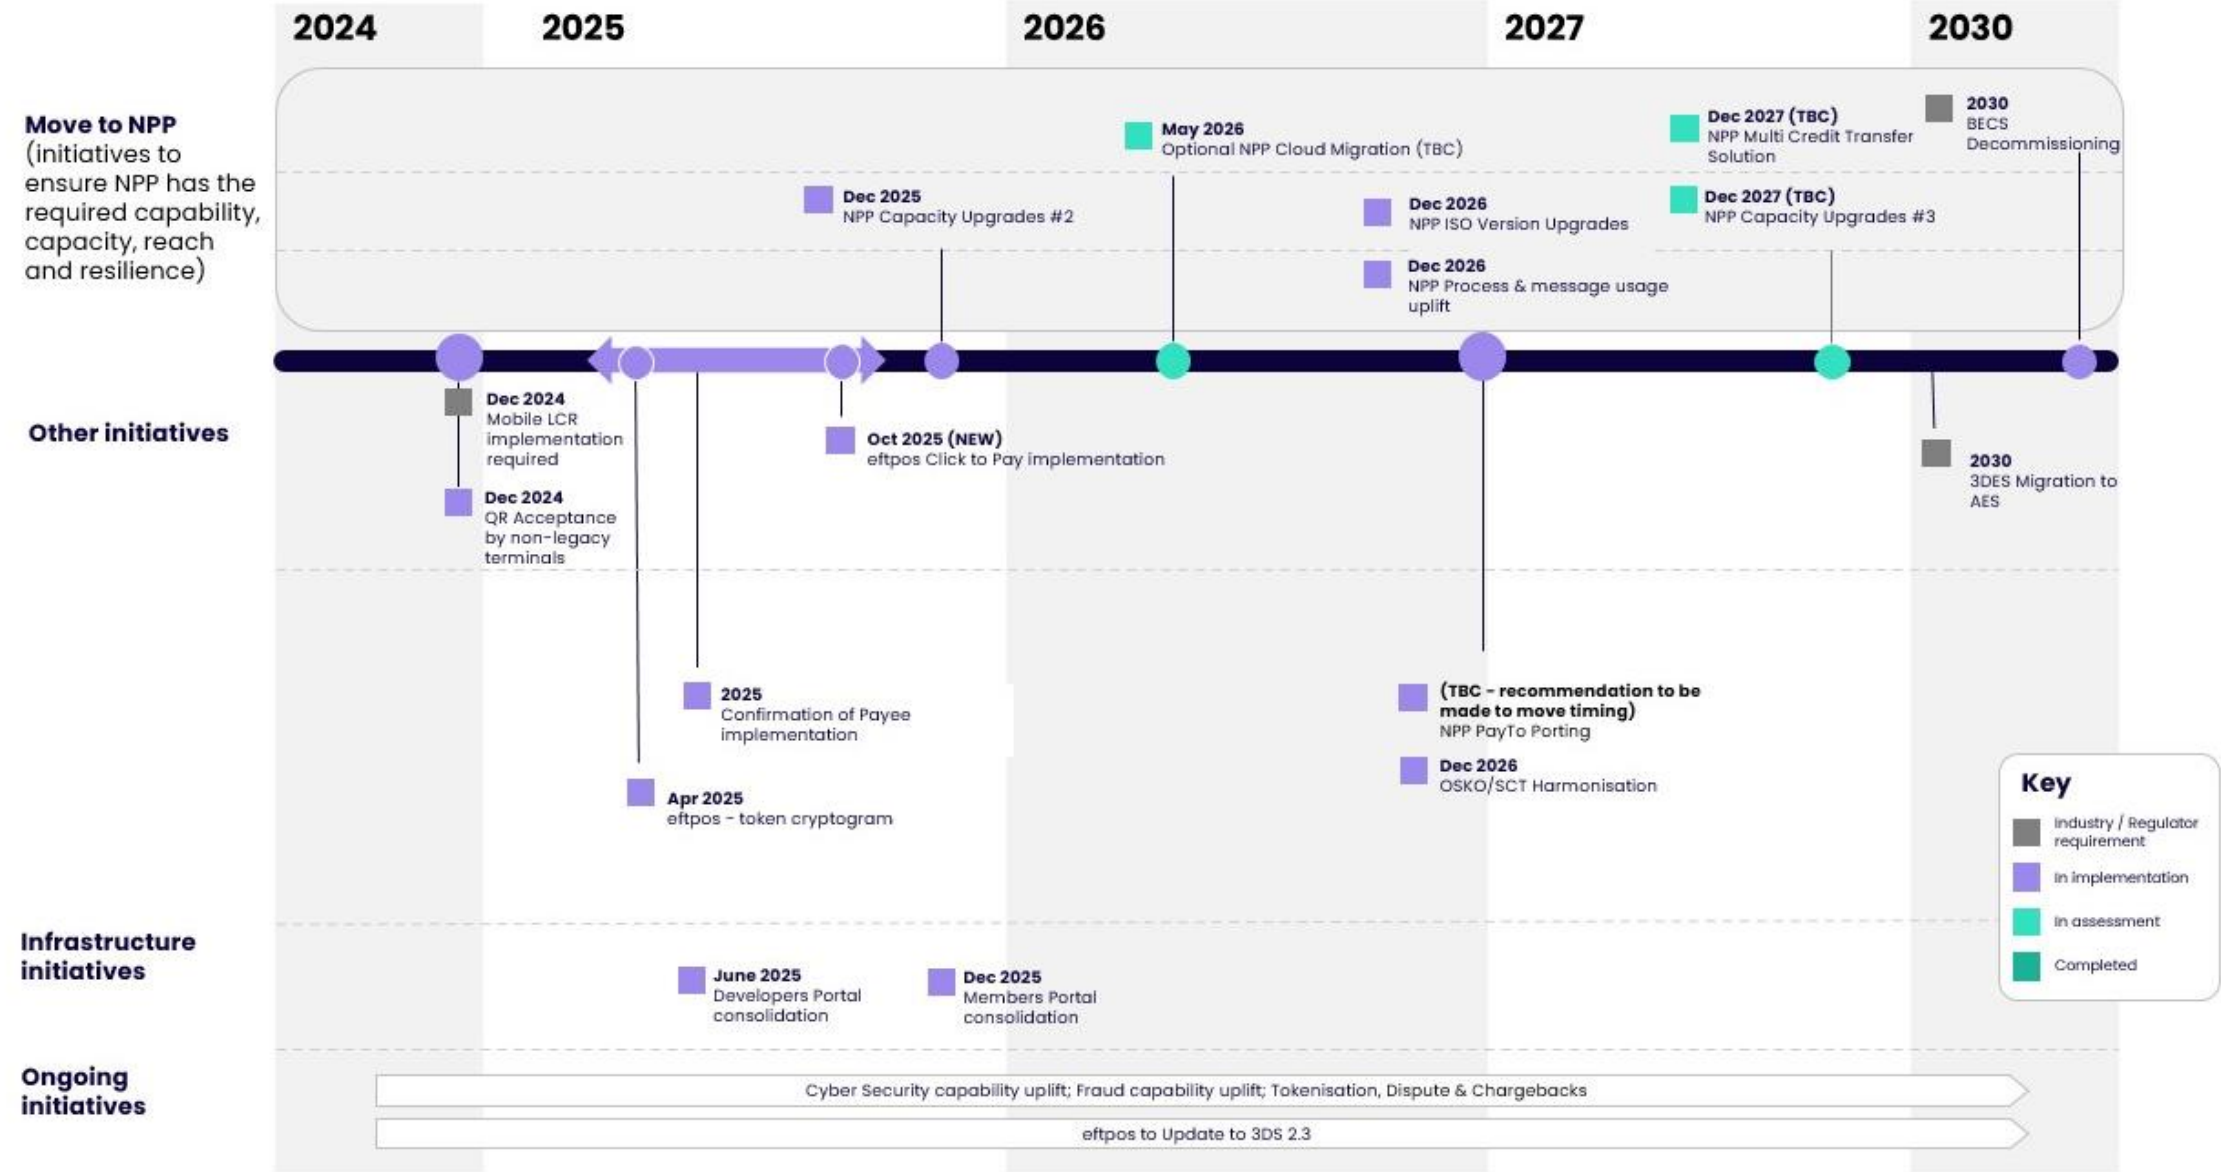 2024
2025
2026
2027
2030
Move to NPP
(initiatives to
ensure NPP has the
required capability,
capacity, reach
and resilience)
May 2026
Optional NPP Cloud Migration (TBC)
Dec 2027 (TBC)
NPP Multi Credit Transfer
Solution
2030
BECS
Decommissioning
Dec 2025
NPP Capacity Upgrades #2
Dec 2026
NPP ISO Version Upgrades
Dec 2027 (TBC)
NPP Capacity Upgrades #3
Dec 2026
NPP Process & message usage
uplift
Other initiatives
Dec 2024
Mobile LCR
implementation
required
Dec 2024
QR Acceptance
by non-legacy
terminals
Oct 2025 (NEW)
eftpos Click to Pay implementation
2030
3DES Migration to
AES
2025
Confirmation of Payee
implementation
Apr 2025
eftpos - token cryptogram
(TBC - recommendation to be
made to move timing)
NPP PayTo Porting
Dec 2026
OSKO/SCT Harmonisation
Key
Industry / Regulator
requirement
In implementation
In assessment
Completed
Infrastructure
initiatives
June 2025
Developers Portal
consolidation
Dec 2025
Members Portal
consolidation
Ongoing
initiatives
Cyber Security capability uplift; Fraud capability uplift; Tokenisation, Dispute & Chargebacks
eftpos to Update to 3DS 2.3